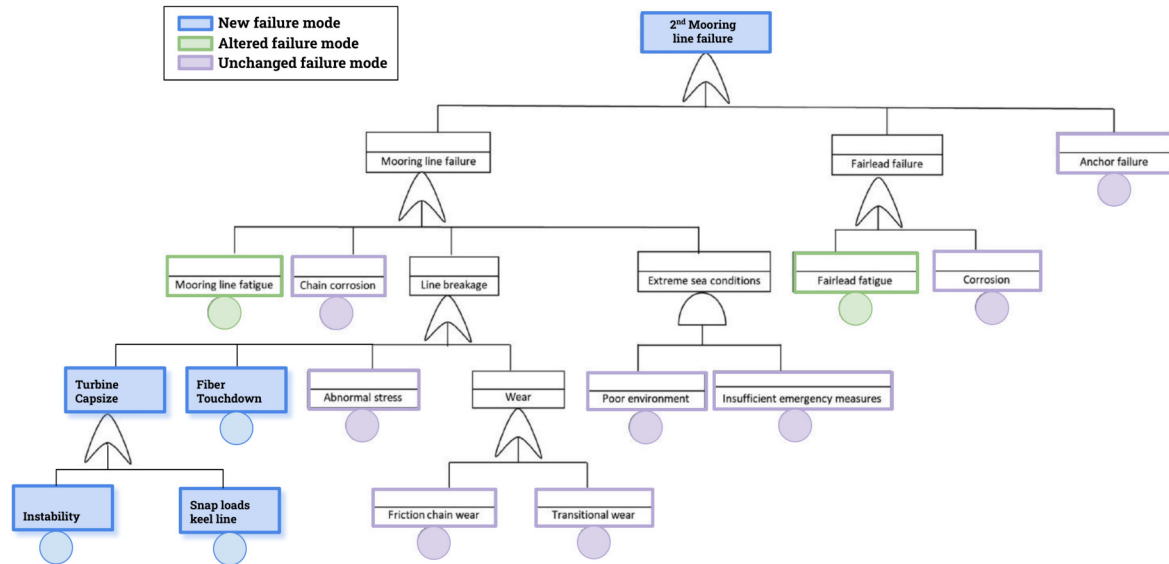 New failure mode
Altered failure mode
Unchanged failure mode
2nd Mooring
line failure
Mooring line failure
Fairlead failure
Anchor failure
Mooring line fatigue
Chain corrosion
Line breakage
Extreme sea conditions
Fairlead fatigue
Corrosion
Turbine
Capsize
Fiber
Touchdown
Abnormal stress
Wear
Poor environment
Insufficient emergency measures
Instability
Snap loads
keel line
Friction chain wear
Transitional wear